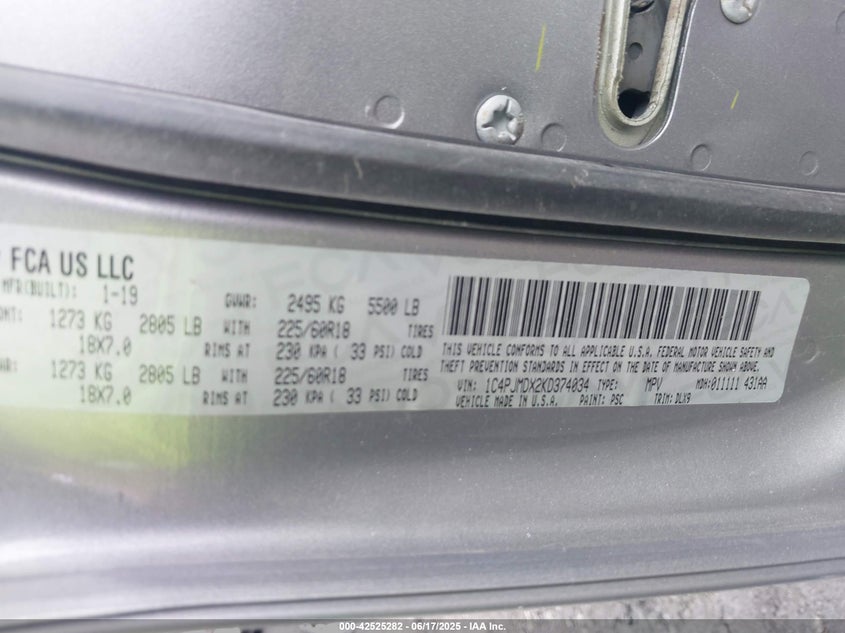 FCA US LLC
MFR(BUILT): 1-19
GVWR: 2495 KG 5500 LB
1273 KG 2805 LB WITH 225/60R18 TIRES
18X7.0 RIMS AT 230 KPA ( 33 PSI) COLD
1273 KG 2805 LB WITH 225/60R18 TIRES
18X7.0 RIMS AT 230 KPA ( 33 PSI) COLD
THIS VEHICLE CONFORMS TO ALL APPLICABLE U.S.A. FEDERAL MOTOR VEHICLE SAFETY AND
THEFT PREVENTION STANDARDS IN EFFECT ON THE DATE OF MANUFACTURE SHOWN ABOVE.
VIN: 1C4PJMDX2KD374034 TYPE: MPV MDH:011111 431AA
VEHICLE MADE IN U.S.A. PAINT: PSC TRIM: DLX9
000-42525282 - 06/17/2025 - IAA Inc.